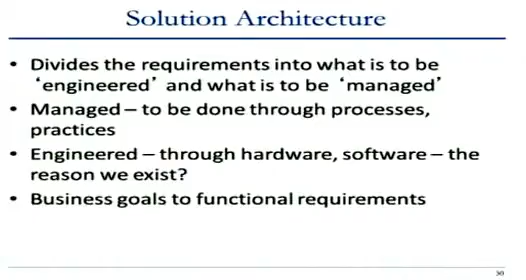 Solution Architecture
• Divides the requirements into what is to be
‘engineered’ and what is to be ‘managed’
• Managed – to be done through processes,
practices
• Engineered – through hardware, software – the
reason we exist?
• Business goals to functional requirements
30